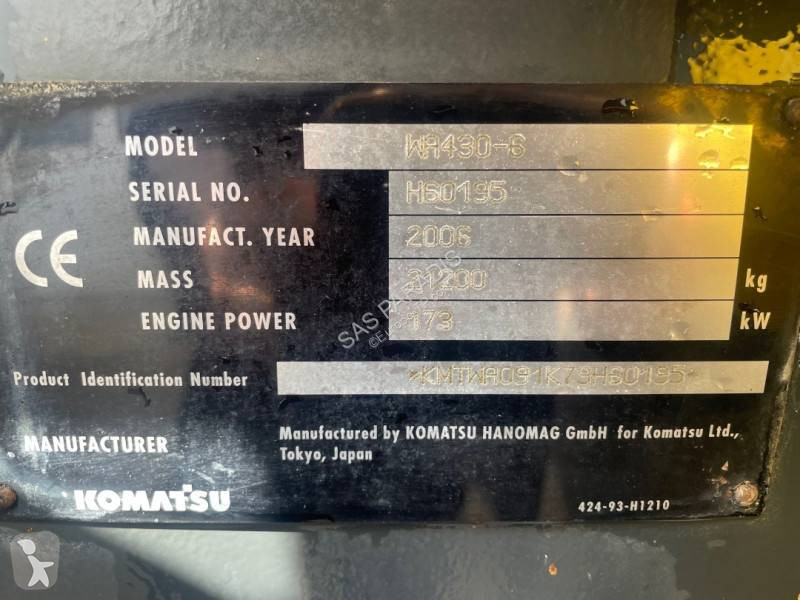 MODEL WA430-6
SERIAL NO. H60195
MANUFACT. YEAR 2006
CE
MASS 21200 kg
ENGINE POWER 173 kW
Product Identification Number *KMTWA091K79H60195*
MANUFACTURER
Manufactured by KOMATSU HANOMAG GmbH for Komatsu Ltd.,
Tokyo, Japan
KOMATSU
424-93-H1210